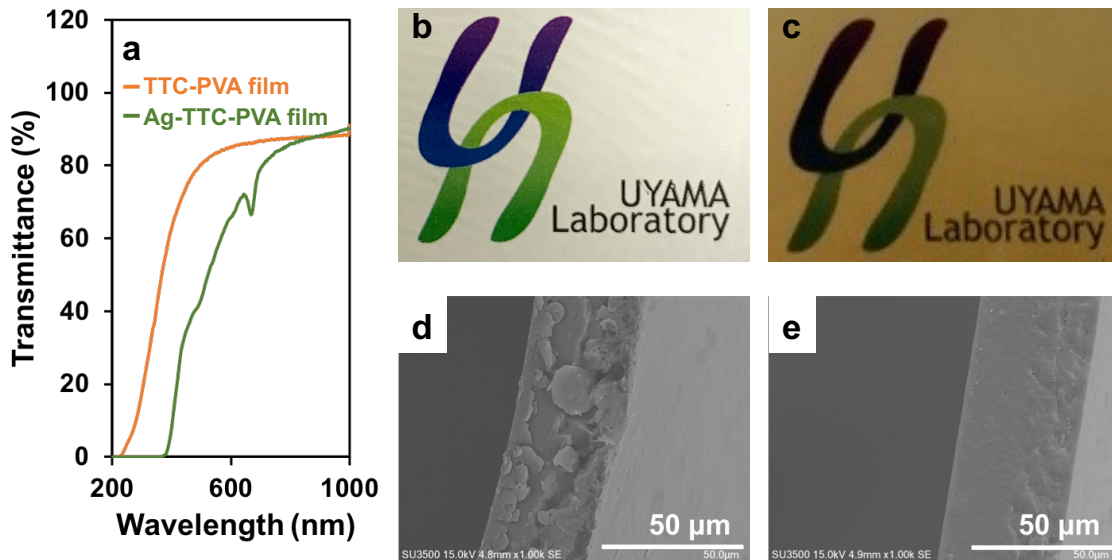 a
TTC-PVA film
Ag-TTC-PVA film
120
100
80
60
40
20
0
Transmittance (%)
200
600
1000
Wavelength (nm)
b
UYAMA
Laboratory
c
UYAMA
Laboratory
d
50 µm
SU3500 15.0kV 4.8mm x1.00k SE
50.0µm
e
50 µm
SU3500 15.0kV 4.9mm x1.00k SE
50.0µm